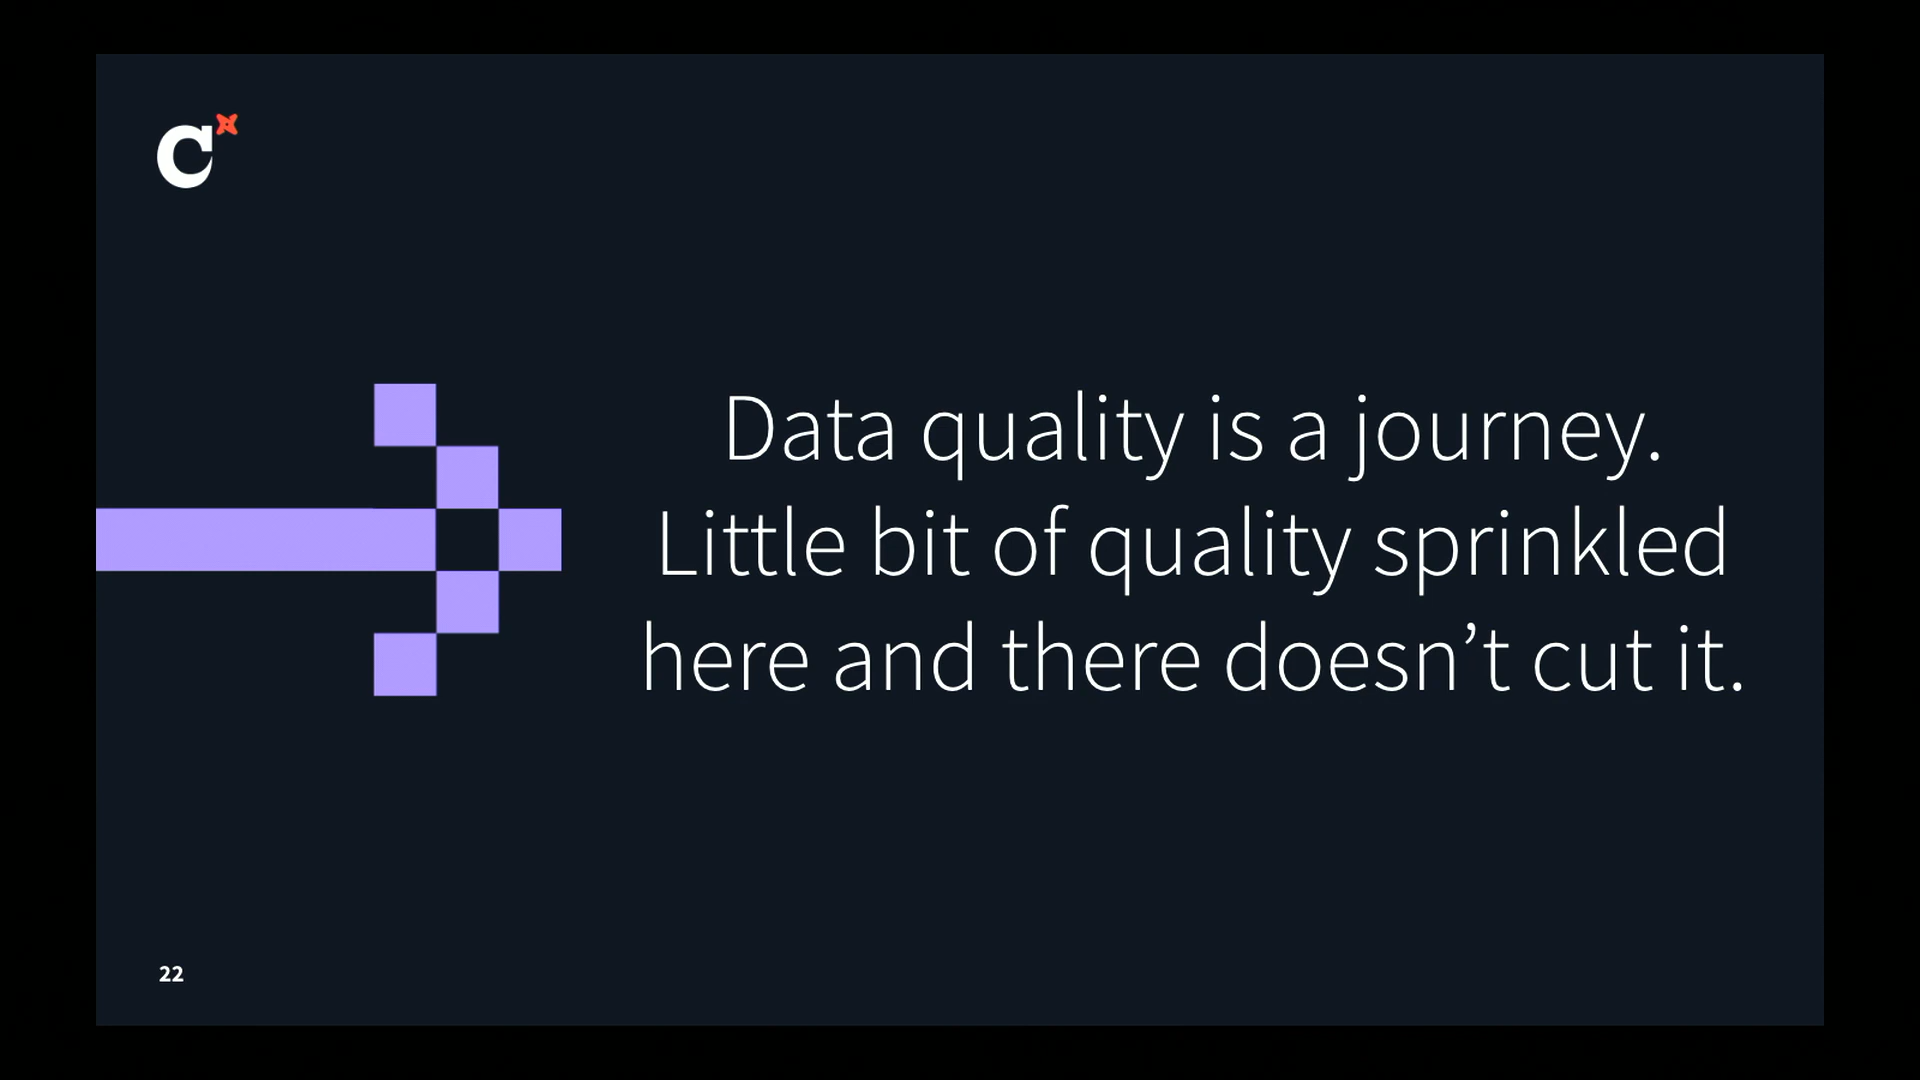 C
Data quality is a journey.
Little bit of quality sprinkled
here and there doesn’t cut it.
22